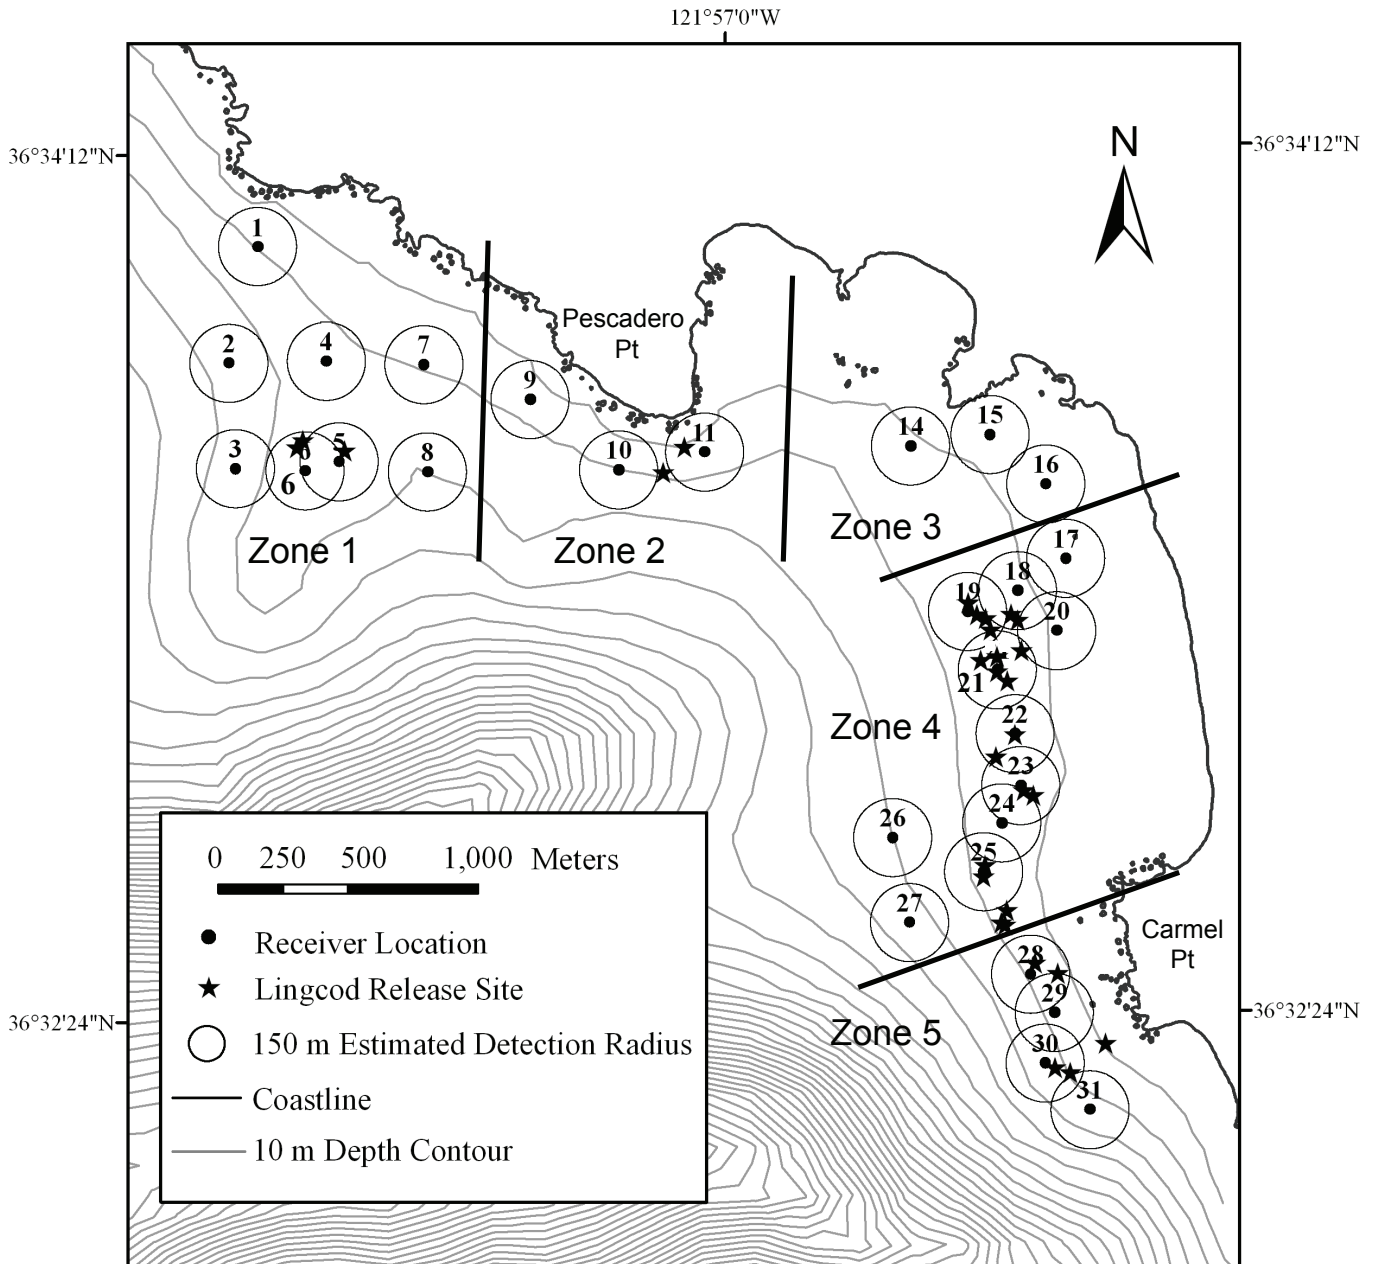 121°57'0"W
36°34'12"N
36°34'12"N
N
1
Pescadero
Pt
2
4
7
9
14
15
16
3
6
5
8
10
11
6
Zone 1
Zone 2
Zone 3
17
18
19
20
21
Zone 4
22
23
24
25
26
27
0 250 500 1,000 Meters
Receiver Location
Lingcod Release Site
150 m Estimated Detection Radius
Coastline
10 m Depth Contour
Carmel
Pt
28
29
36°32'24"N
36°32'24"N
Zone 5
30
31